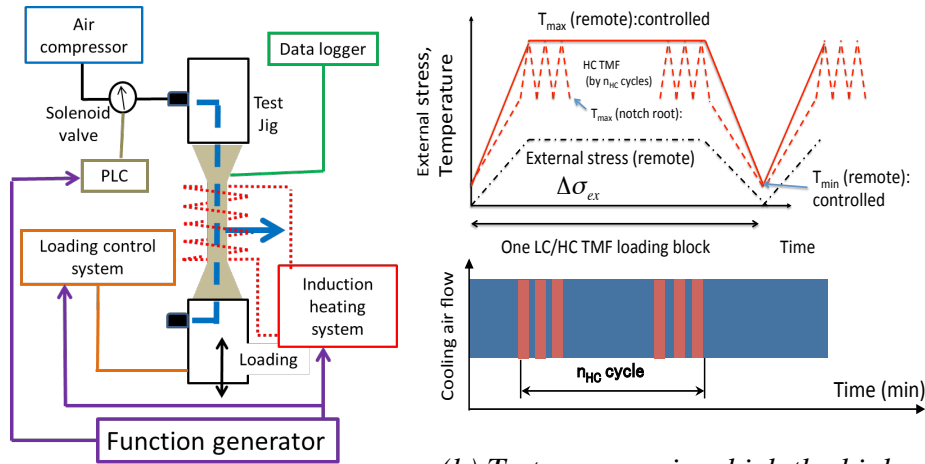 Air
compressor
Data logger
Solenoid
valve
Test
Jig
PLC
Loading control
system
Induction
heating
system
Loading
Function generator
External stress,
Temperature
T_max (remote):controlled
HC TMF
(by n_HC cycles)
T_max (notch root):
External stress (remote)
Δσ_ex
T_min (remote):
controlled
One LC/HC TMF loading block
Time
Cooling air flow
n_HC cycle
Time (min)